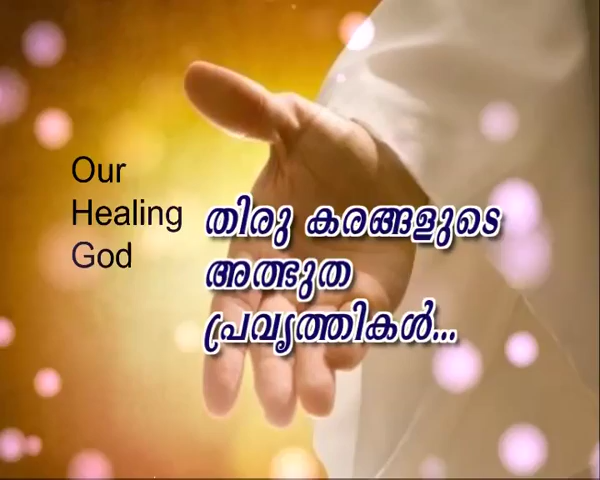 Our
Healing
God
തിരു കരങ്ങളുടെ
അത്ഭുത
പ്രവൃത്തികൾ...